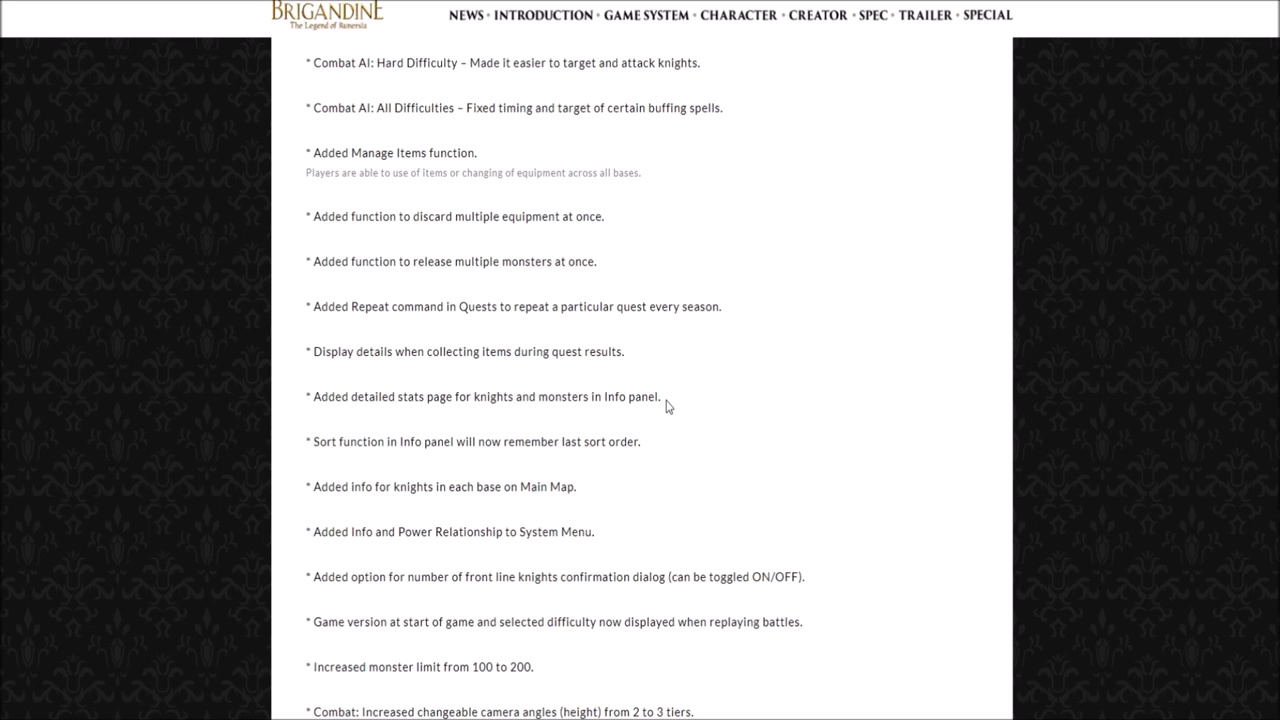 BRIGANDINE
The Legend of Runersia
NEWS • INTRODUCTION • GAME SYSTEM • CHARACTER • CREATOR • SPEC • TRAILER • SPECIAL
* Combat AI: Hard Difficulty – Made it easier to target and attack knights.
* Combat AI: All Difficulties – Fixed timing and target of certain buffing spells.
* Added Manage Items function.
Players are able to use of items or changing of equipment across all bases.
* Added function to discard multiple equipment at once.
* Added function to release multiple monsters at once.
* Added Repeat command in Quests to repeat a particular quest every season.
* Display details when collecting items during quest results.
* Added detailed stats page for knights and monsters in Info panel.
* Sort function in Info panel will now remember last sort order.
* Added info for knights in each base on Main Map.
* Added Info and Power Relationship to System Menu.
* Added option for number of front line knights confirmation dialog (can be toggled ON/OFF).
* Game version at start of game and selected difficulty now displayed when replaying battles.
* Increased monster limit from 100 to 200.
* Combat: Increased changeable camera angles (height) from 2 to 3 tiers.